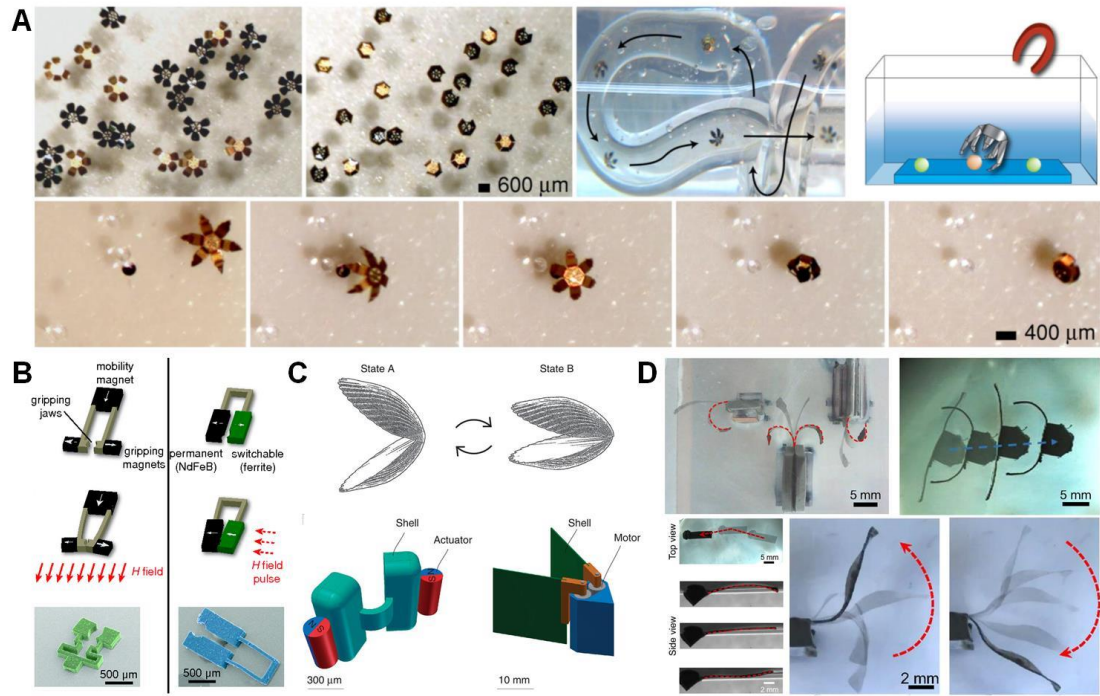 A
600 µm
400 µm
B
mobility
magnet
gripping
jaws
gripping
magnets
permanent
(NdFeB)
switchable
(ferrite)
H field
H field
pulse
500 µm
500 µm
C
State A
State B
Shell
Actuator
N
S
N
S
300 µm
Shell
Motor
10 mm
D
5 mm
5 mm
Top view
5 mm
Side view
2 mm
2 mm